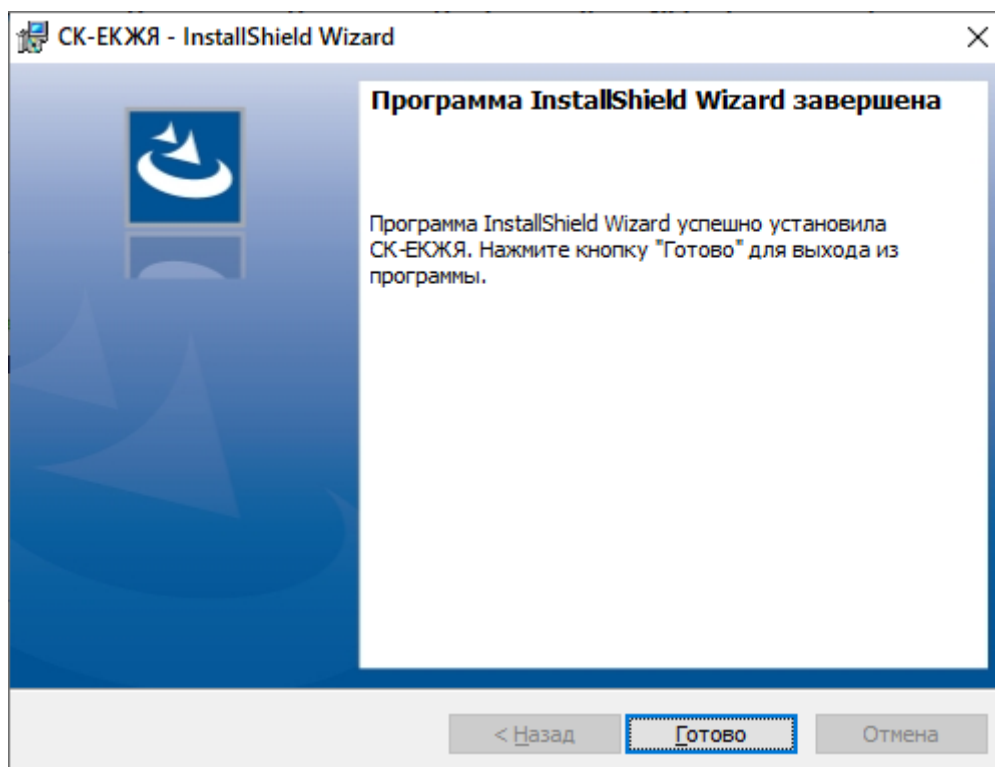 СК-ЕКЖЯ - InstallShield Wizard
Программа InstallShield Wizard завершена
Программа InstallShield Wizard успешно установила
СК-ЕКЖЯ. Нажмите кнопку "Готово" для выхода из
программы.
< Назад
Готово
Отмена